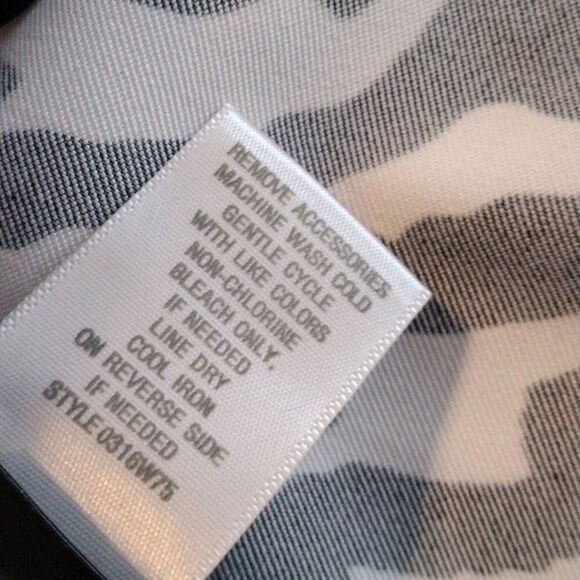 REMOVE ACCESSORIES
MACHINE WASH COLD
GENTLE CYCLE
WITH LIKE COLORS
NON-CHLORINE
BLEACH ONLY,
IF NEEDED
LINE DRY
COOL IRON
ON REVERSE SIDE
IF NEEDED
STYLE 0316W75